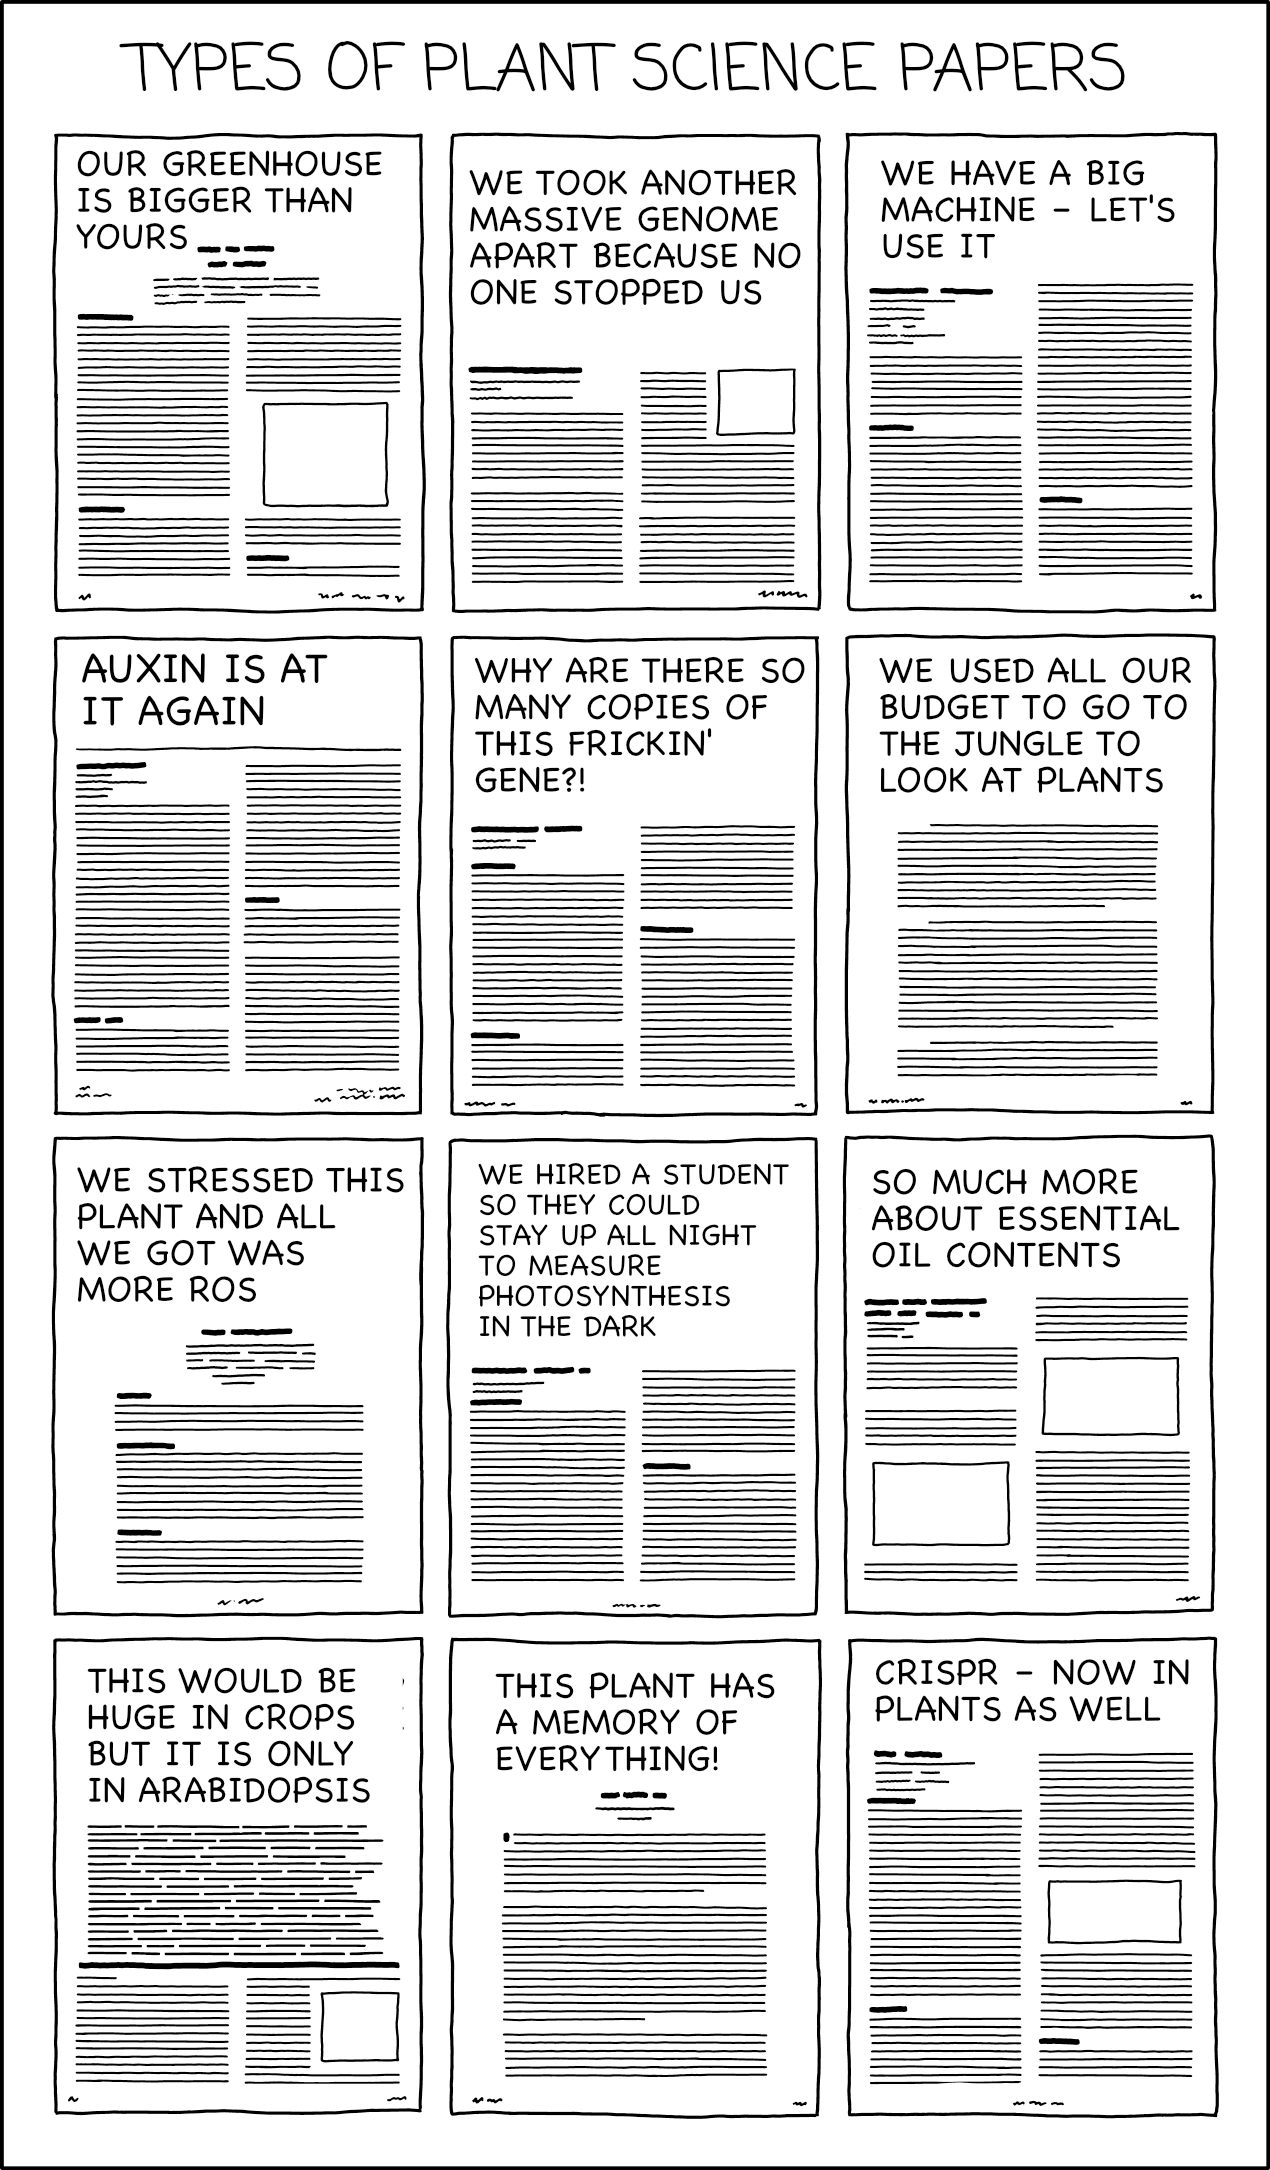 TYPES OF PLANT SCIENCE PAPERS
OUR GREENHOUSE
IS BIGGER THAN
YOURS
WE TOOK ANOTHER
MASSIVE GENOME
APART BECAUSE NO
ONE STOPPED US
WE HAVE A BIG
MACHINE – LET'S
USE IT
AUXIN IS AT
IT AGAIN
WHY ARE THERE SO
MANY COPIES OF
THIS FRICKIN'
GENE?!
WE USED ALL OUR
BUDGET TO GO TO
THE JUNGLE TO
LOOK AT PLANTS
WE STRESSED THIS
PLANT AND ALL
WE GOT WAS
MORE ROS
WE HIRED A STUDENT
SO THEY COULD
STAY UP ALL NIGHT
TO MEASURE
PHOTOSYNTHESIS
IN THE DARK
SO MUCH MORE
ABOUT ESSENTIAL
OIL CONTENTS
THIS WOULD BE
HUGE IN CROPS
BUT IT IS ONLY
IN ARABIDOPSIS
THIS PLANT HAS
A MEMORY OF
EVERYTHING!
CRISPR – NOW IN
PLANTS AS WELL